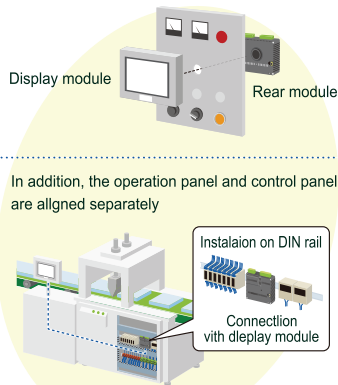 Display module
Rear module
In addition, the operation panel and control panel
are allgned separately
Instalaion on DIN rail
Connectlion
vith dleplay module